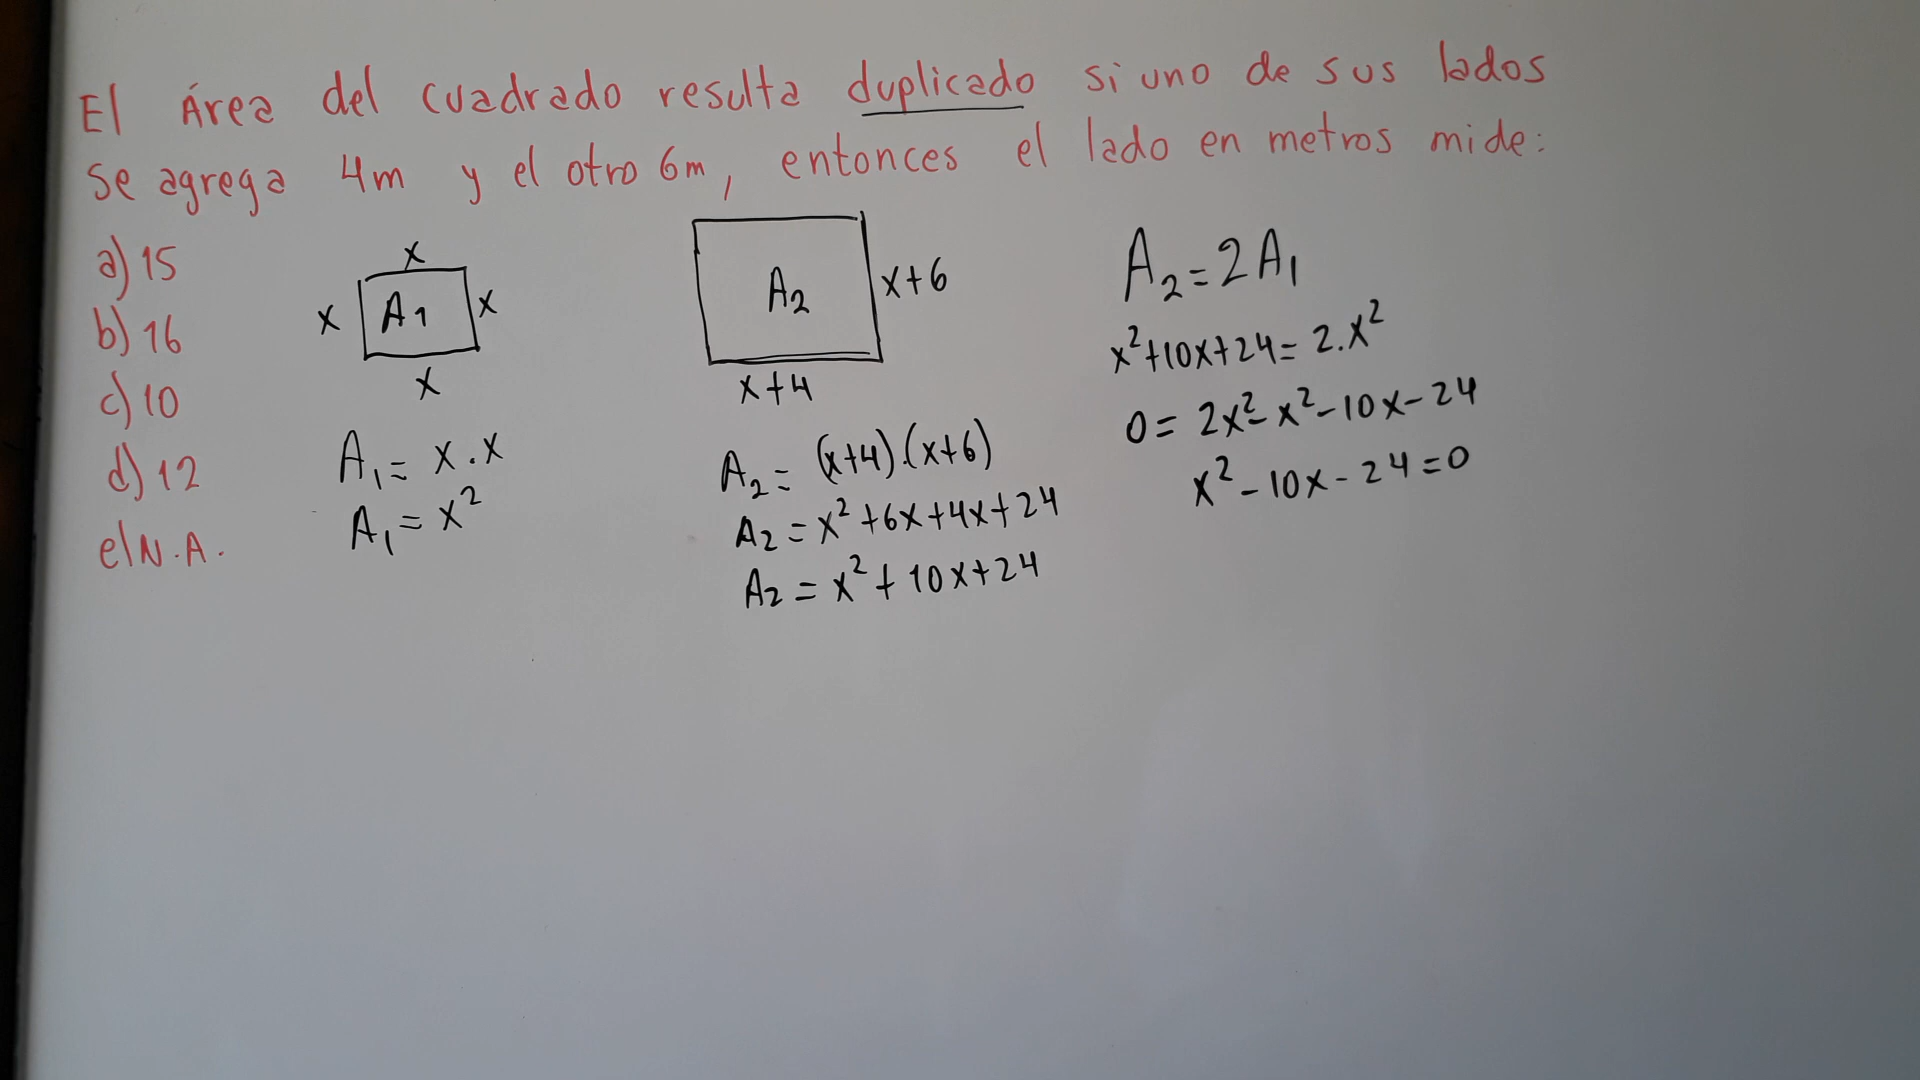 El Área del cuadrado resulta duplicado si uno de sus lados
se agrega 4m y el otro 6m, entonces el lado en metros mide:
a) 15
b) 16
c) 10
d) 12
e) N.A.
x
x A1 x
x
A₁ = x.x
A₁ = x²
A2 x+6
x+4
A₂ = (x+4).(x+6)
A₂ = x²+6x+4x+24
A₂ = x²+10x+24
A₂=2A₁
x²+10x+24=2.x²
0=2x²-x²-10x-24
x²-10x-24=0